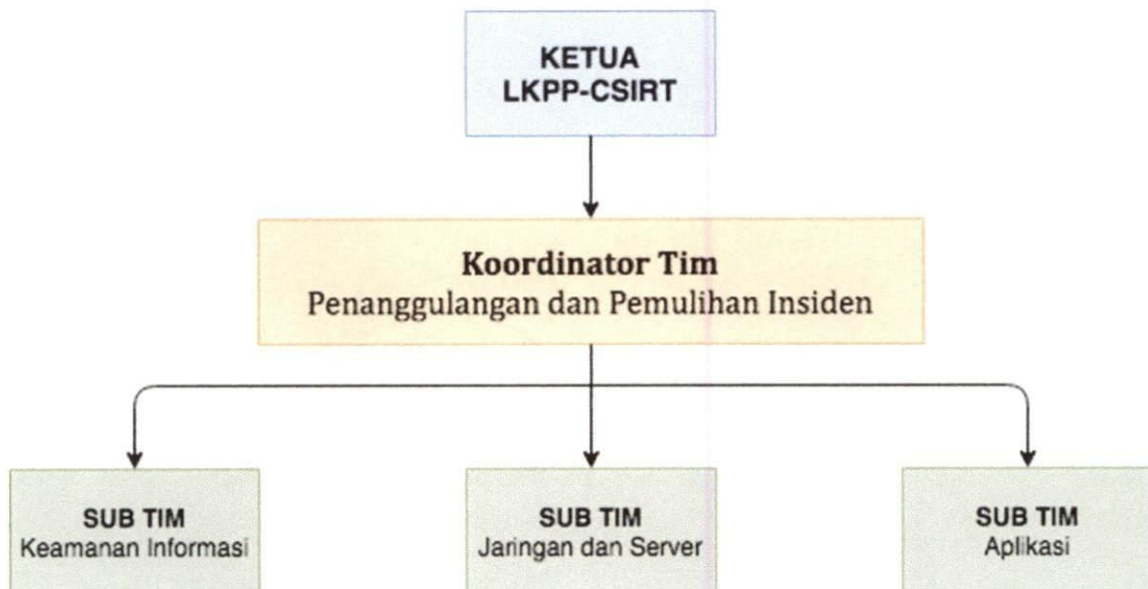 KETUA
LKPP-CSIRT
Koordinator Tim
Penanggulangan dan Pemulihan Insiden
SUB TIM
Keamanan Informasi
SUB TIM
Jaringan dan Server
SUB TIM
Aplikasi